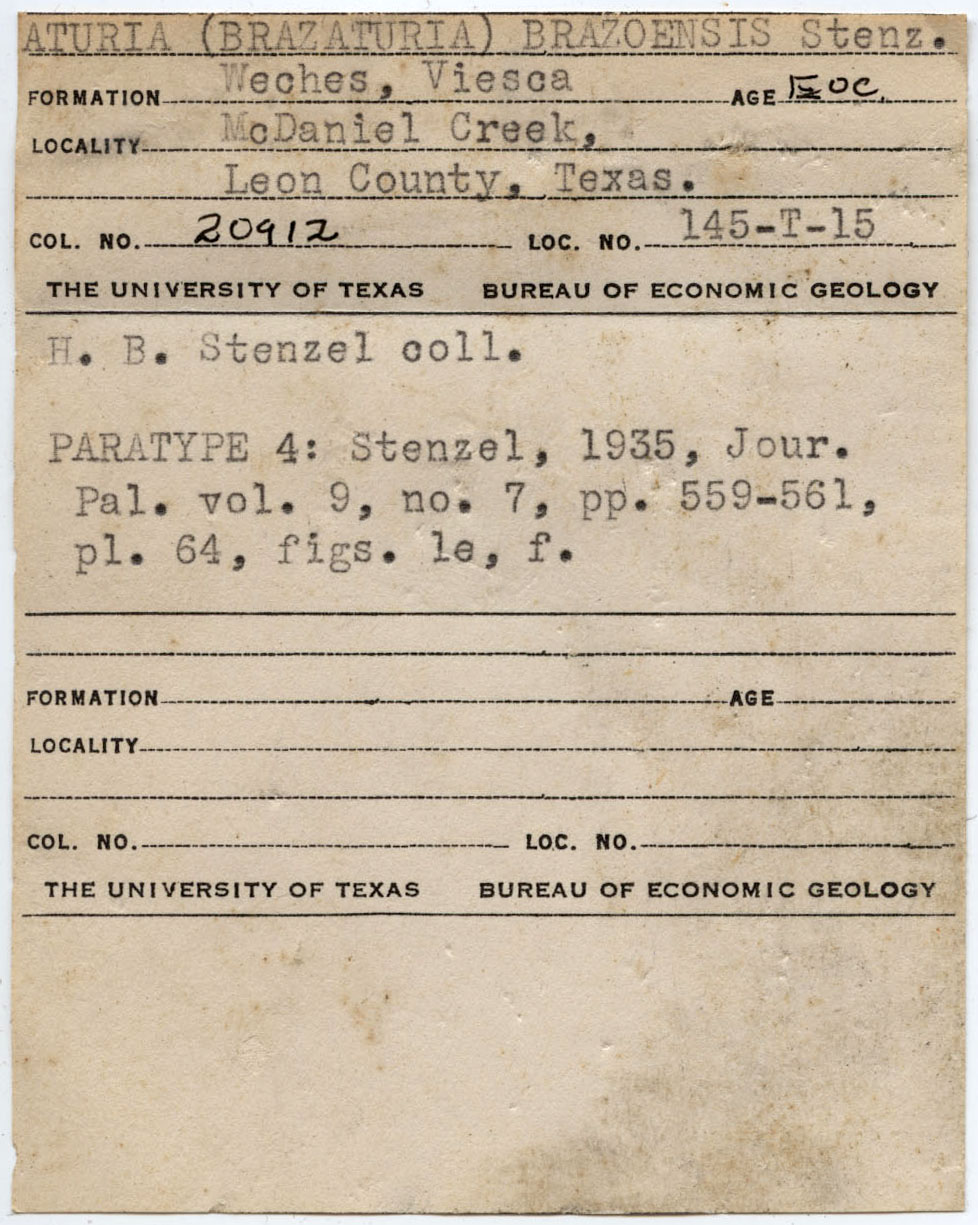 ATURIA (BRAZATURIA) BRAZOENSIS Stenz.
FORMATION Weches, Viesca AGE Eoc.
LOCALITY McDaniel Creek,
Leon County, Texas.
COL. NO. 20912 LOC. NO. 145-T-15
THE UNIVERSITY OF TEXAS BUREAU OF ECONOMIC GEOLOGY
H. B. Stenzel coll.
PARATYPE 4: Stenzel, 1935, Jour.
Pal. vol. 9, no. 7, pp. 559-561,
pl. 64, figs. 1e, f.
FORMATION AGE
LOCALITY
COL. NO. LOC. NO.
THE UNIVERSITY OF TEXAS BUREAU OF ECONOMIC GEOLOGY